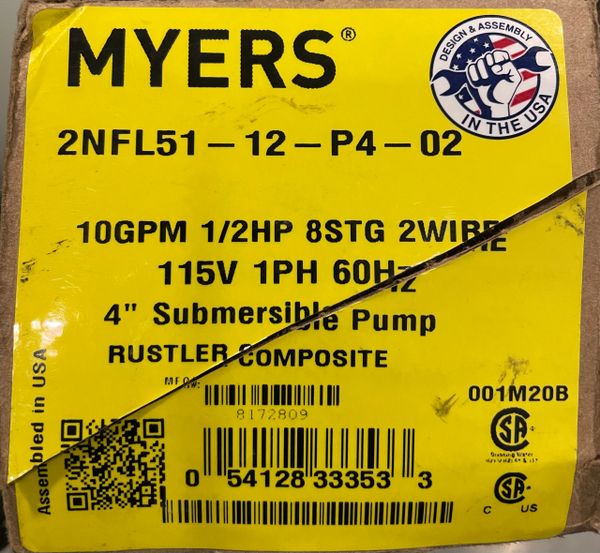 MYERS®
DESIGN & ASSEMBLY
IN THE USA
2NFL51-12-P4-02
10GPM 1/2HP 8STG 2WIRE
115V 1PH 60Hz
4" Submersible Pump
RUSTLER COMPOSITE
Assembled in USA
MFG#:
8172809
001M20B
0 54128 33353 3
C US